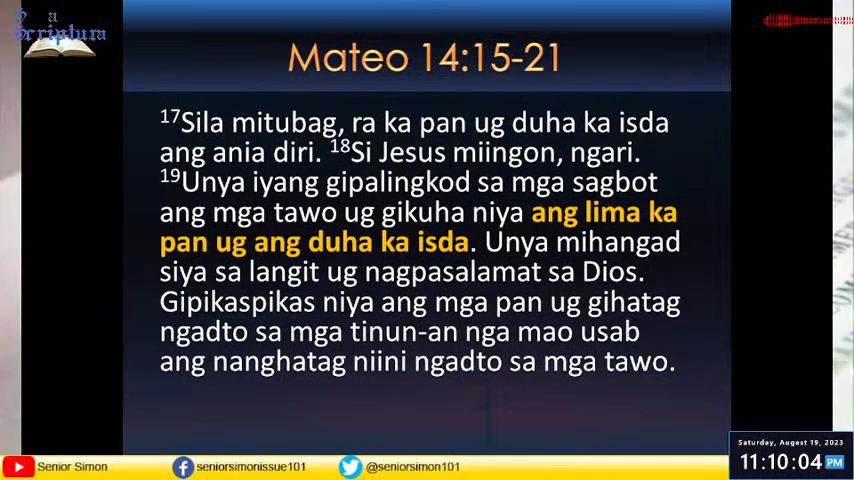 Sa
Scriptura
Mateo 14:15-21
17Sila mitubag, ra ka pan ug duha ka isda
ang ania diri. 18Si Jesus miingon, ngari.
19Unya iyang gipalingkod sa mga sagbot
ang mga tawo ug gikuha niya ang lima ka
pan ug ang duha ka isda. Unya mihangad
siya sa langit ug nagpasalamat sa Dios.
Gipikaspikas niya ang mga pan ug gihatag
ngadto sa mga tinun-an nga mao usab
ang nanghatag niini ngadto sa mga tawo.
Senior Simon
seniorsimonissue101
@seniorsimon101
Saturday, Augest 19, 2023
11:10:04 PM